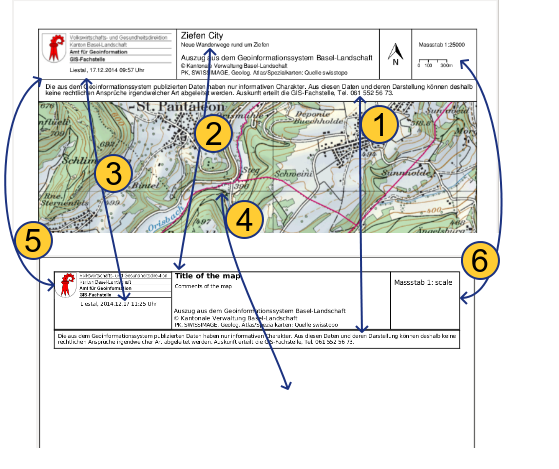 Volkswirtschafts- und Gesundheitsdirektion
Kanton Basel-Landschaft
Amt für Geoinformation
GIS-Fachstelle
Liestal, 17.12.2014 09:57 Uhr
Ziefen City
Neue Wanderwege rund um Ziefen
Auszug aus dem Geoinformationssystem Basel-Landschaft
© Kantonale Verwaltung Basel-Landschaft
PK, SWISSIMAGE, Geolog. Atlas/Spezialkarten: Quelle swisstopo
N
Massstab 1:25000
0 100 300m
Die aus dem Geoinformationssystem publizierten Daten haben nur informativen Charakter. Aus diesen Daten und deren Darstellung können deshalb
keine rechtlichen Ansprüche irgendwelcher Art abgeleitet werden. Auskunft erteilt die GIS-Fachstelle, Tel. 061 552 56 73.
St. Pantaleon
Deponie
Buechholde
1
2
3
Bintel
Steg
Schweini
396
497
Orisbach
Sternenfels
400
4
5
6
Volkswirtschafts- und Gesundheitsdirektion
Kanton Basel-Landschaft
Amt für Geoinformation
GIS-Fachstelle
Liestal, 2014.12.17 11:25 Uhr
Title of the map
Comments of the map
Auszug aus dem Geoinformationssystem Basel-Landschaft
© Kantonale Verwaltung Basel-Landschaft
PK, SWISSIMAGE, Geolog. Atlas/Spezialkarten: Quelle swisstopo
Massstab 1: scale
Die aus dem Geoinformationssystem publizierten Daten haben nur informativen Charakter. Aus diesen Daten und deren Darstellung können deshalb keine
rechtlichen Ansprüche irgendwelcher Art abgeleitet werden. Auskunft erteilt die GIS-Fachstelle, Tel. 061 552 56 73.